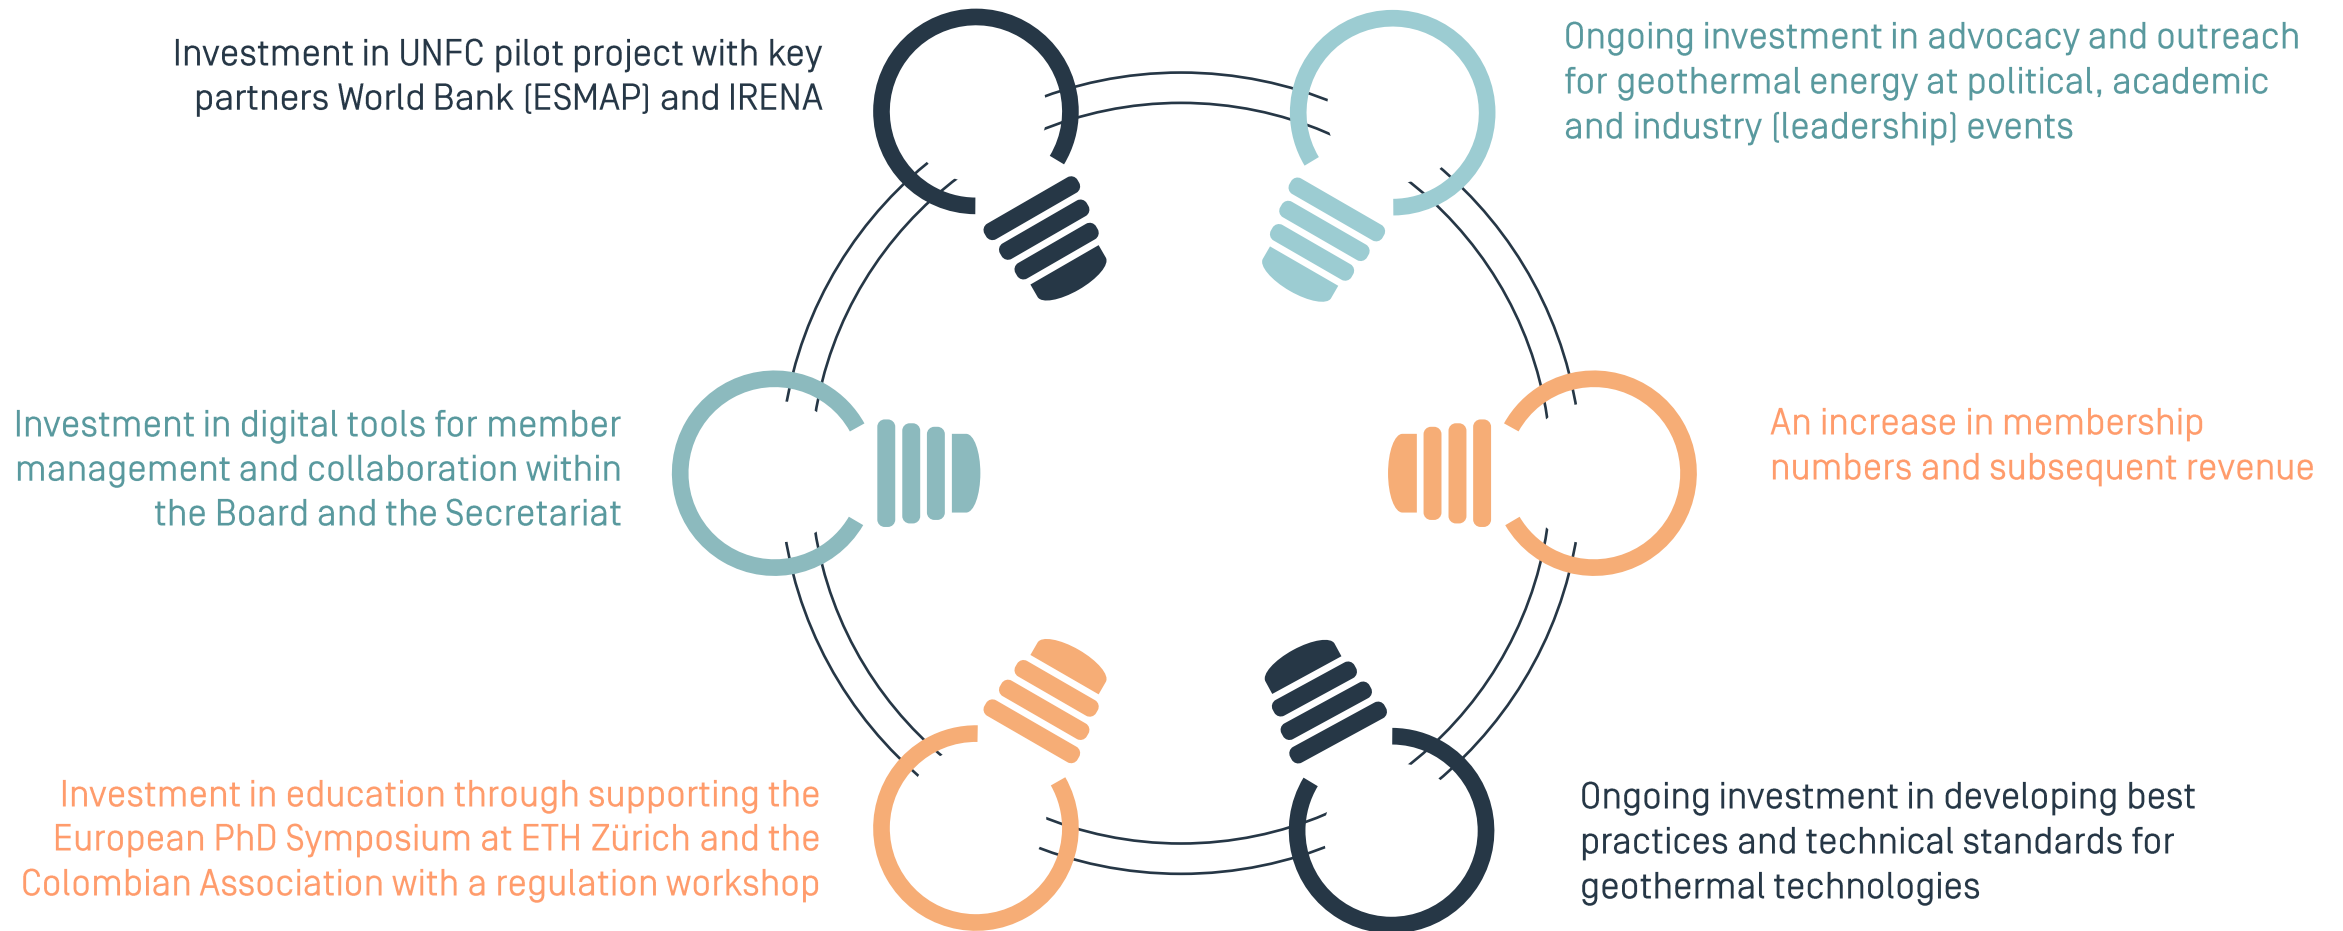 Investment in UNFC pilot project with key
partners World Bank (ESMAP) and IRENA
Ongoing investment in advocacy and outreach
for geothermal energy at political, academic
and industry (leadership) events
Investment in digital tools for member
management and collaboration within
the Board and the Secretariat
An increase in membership
numbers and subsequent revenue
Investment in education through supporting the
European PhD Symposium at ETH Zürich and the
Colombian Association with a regulation workshop
Ongoing investment in developing best
practices and technical standards for
geothermal technologies